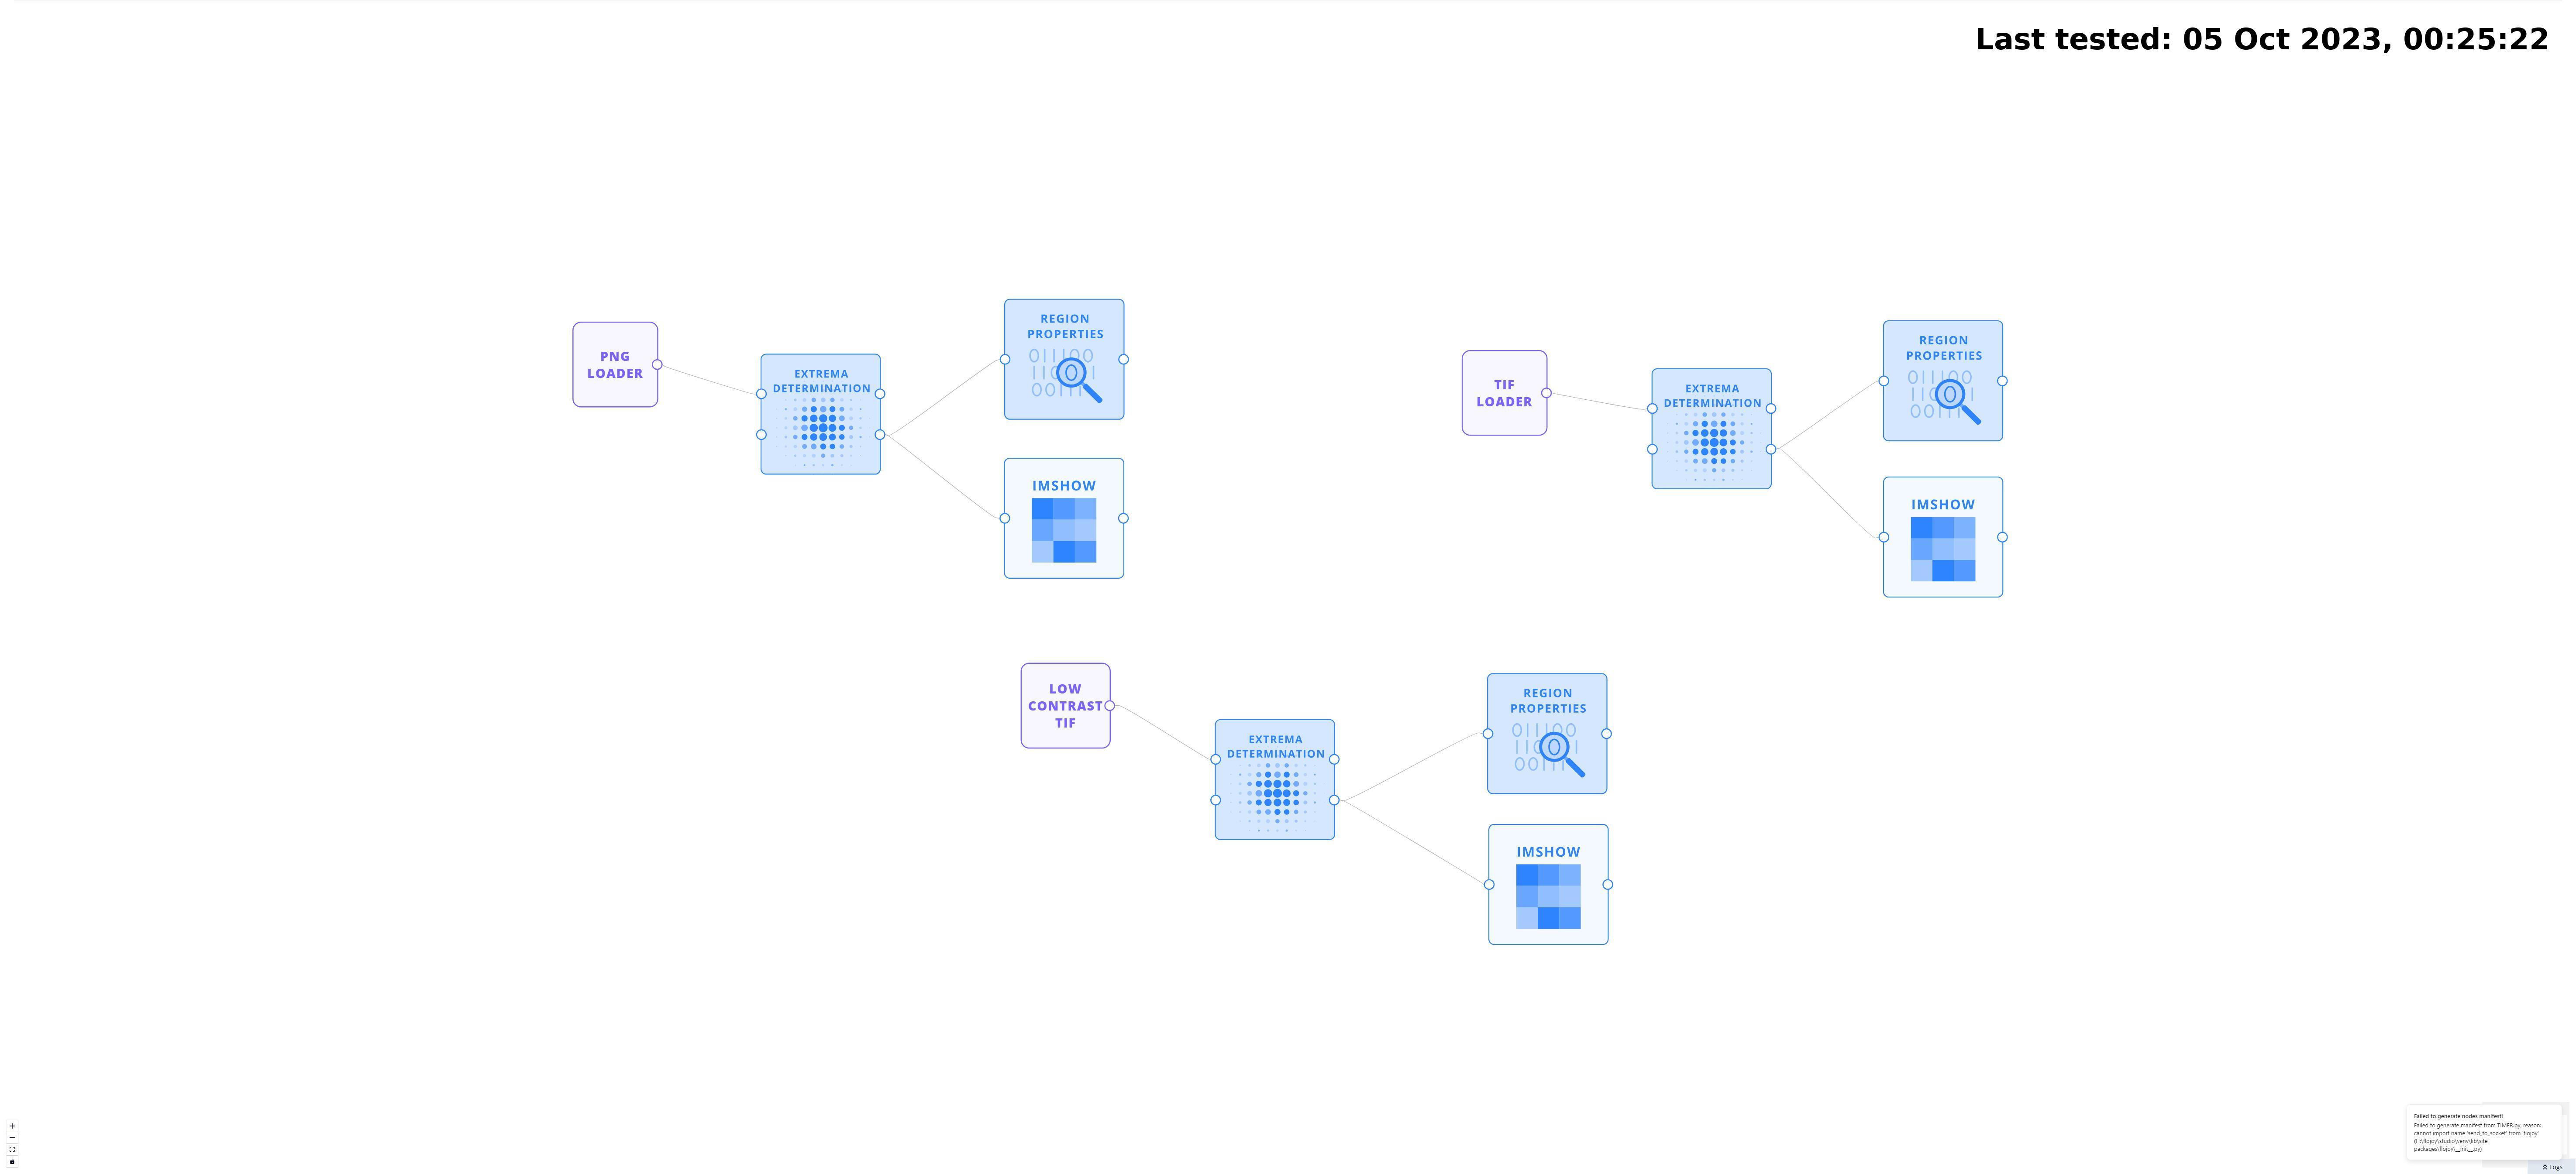 Last tested: 05 Oct 2023, 00:25:22
PNG
LOADER
EXTREMA
DETERMINATION
REGION
PROPERTIES
IMSHOW
TIF
LOADER
EXTREMA
DETERMINATION
REGION
PROPERTIES
IMSHOW
LOW
CONTRAST
TIF
EXTREMA
DETERMINATION
REGION
PROPERTIES
IMSHOW
Failed to generate nodes manifest!
Failed to generate manifest from TIMER.py, reason:
cannot import name 'send_to_socket' from 'flojoy'
(H:\flojoy\studio\venv\lib\site-
packages\flojoy\__init__.py)
Logs